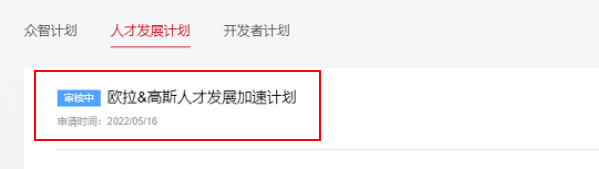 众智计划 人才发展计划 开发者计划
审核中 欧拉&高斯人才发展加速计划
申请时间：2022/05/16